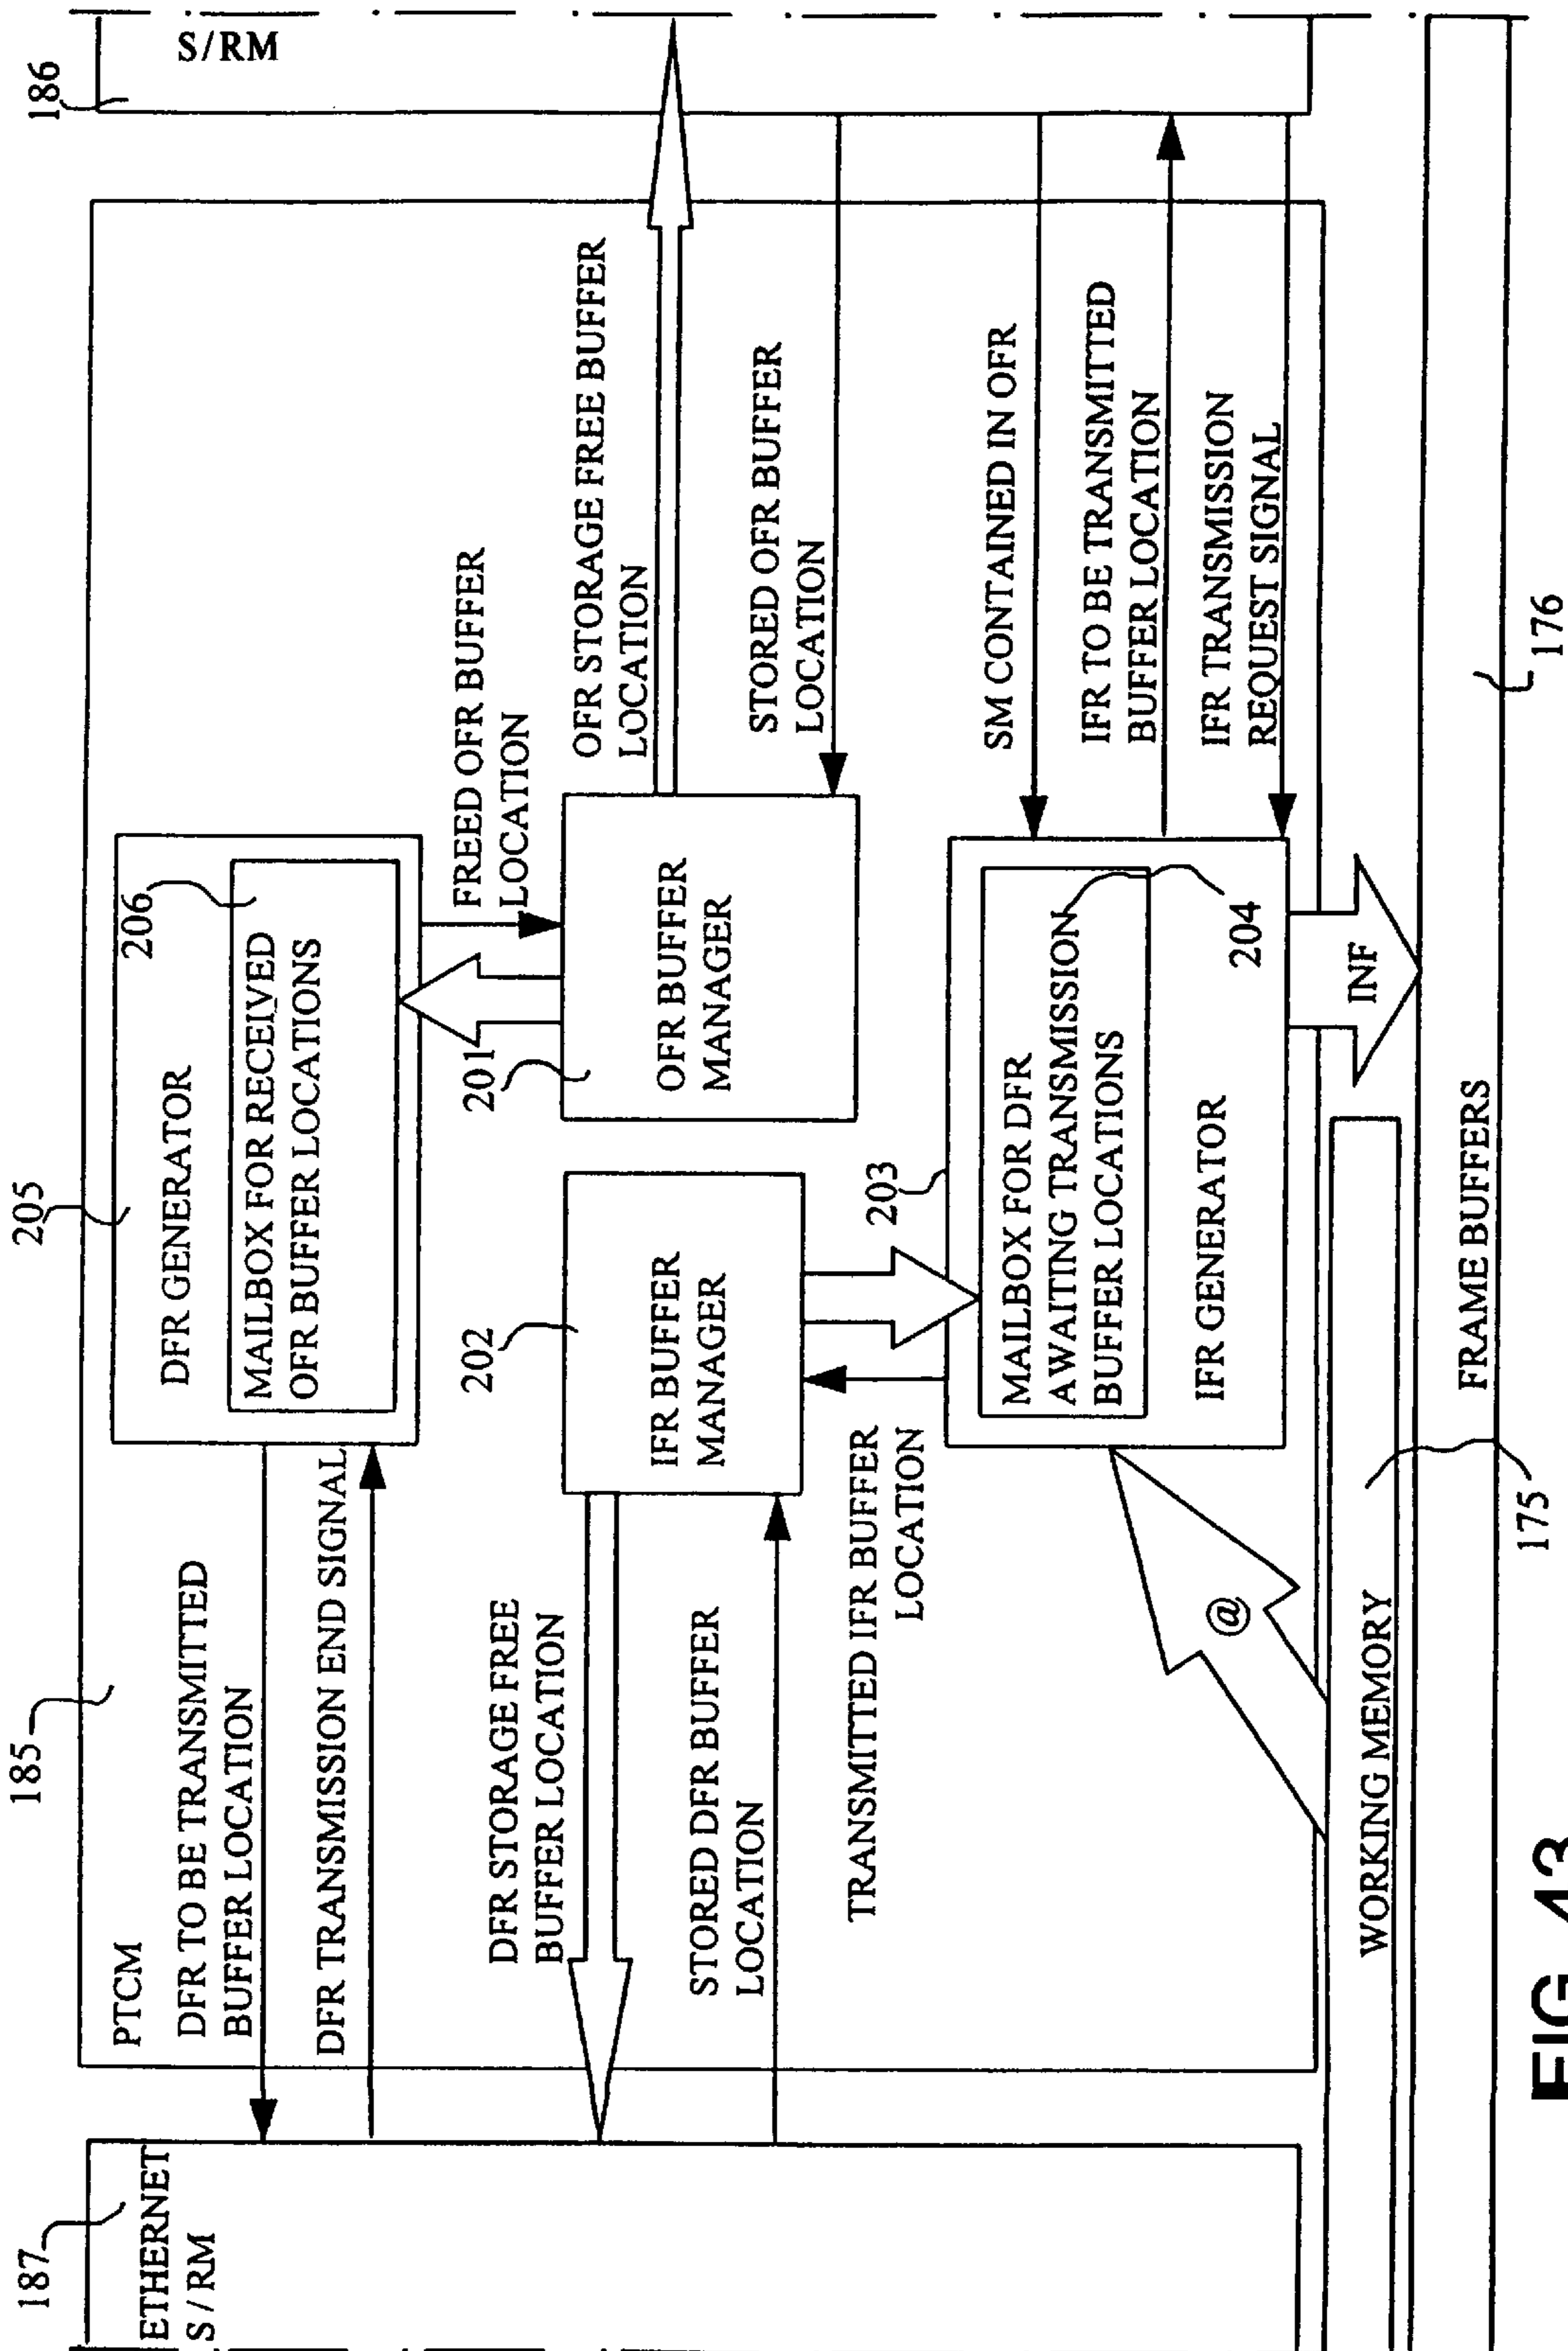 187
ETHERNET
S / RM
185
PTCM
DFR TO BE TRANSMITTED
BUFFER LOCATION
DFR TRANSMISSION END SIGNAL
DFR STORAGE FREE
BUFFER LOCATION
STORED DFR BUFFER
LOCATION
TRANSMITTED IFR BUFFER
LOCATION
205
DFR GENERATOR
206
MAILBOX FOR RECEIVED
OFR BUFFER LOCATIONS
FREED OFR BUFFER
LOCATION
201
OFR BUFFER
MANAGER
202
IFR BUFFER
MANAGER
203
MAILBOX FOR DFR
AWAITING TRANSMISSION
BUFFER LOCATIONS
204
IFR GENERATOR
186
S/RM
OFR STORAGE FREE BUFFER
LOCATION
STORED OFR BUFFER
LOCATION
SM CONTAINED IN OFR
IFR TO BE TRANSMITTED
BUFFER LOCATION
IFR TRANSMISSION
REQUEST SIGNAL
@
INF
WORKING MEMORY
175
FRAME BUFFERS
176
FIG. 43